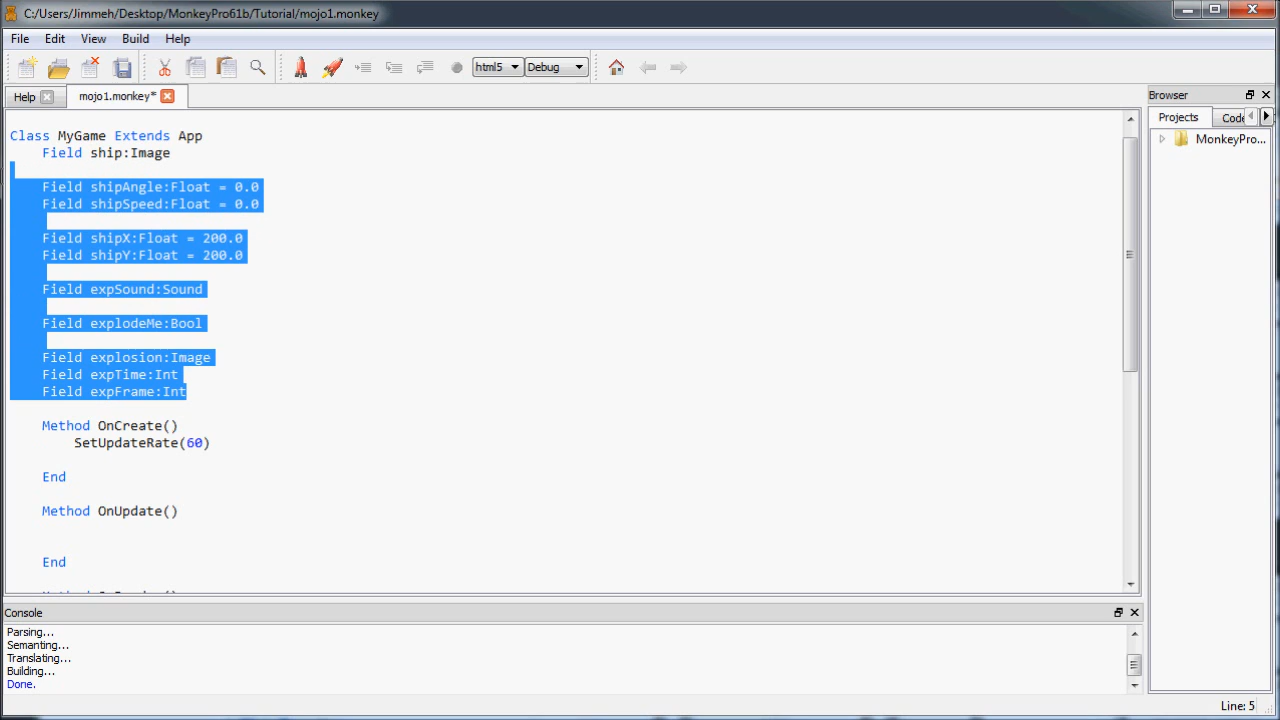 C:/Users/Jimmeh/Desktop/MonkeyPro61b/Tutorial/mojo1.monkey
File Edit View Build Help
html5 Debug
Help mojo1.monkey*
Class MyGame Extends App
Field ship:Image
Field shipAngle:Float = 0.0
Field shipSpeed:Float = 0.0
Field shipX:Float = 200.0
Field shipY:Float = 200.0
Field expSound:Sound
Field explodeMe:Bool
Field explosion:Image
Field expTime:Int
Field expFrame:Int
Method OnCreate()
SetUpdateRate(60)
End
Method OnUpdate()
End
Browser
Projects Code
MonkeyPro...
Console
Parsing...
Semanting...
Translating...
Building...
Done.
Line: 5